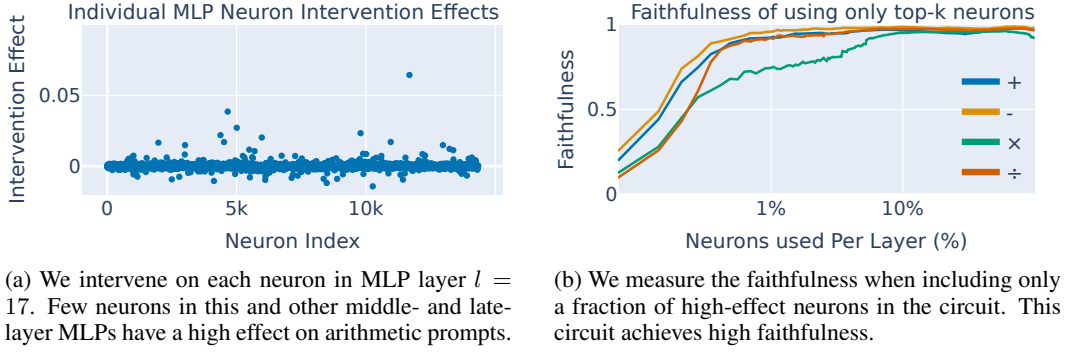 Individual MLP Neuron Intervention Effects
Intervention Effect
0.05
0
0
5k
10k
Neuron Index
Faithfulness of using only top-k neurons
Faithfulness
1
0.5
0
+
-
×
÷
1%
10%
Neurons used Per Layer (%)
(a) We intervene on each neuron in MLP layer l =
17. Few neurons in this and other middle- and late-
layer MLPs have a high effect on arithmetic prompts.
(b) We measure the faithfulness when including only
a fraction of high-effect neurons in the circuit. This
circuit achieves high faithfulness.